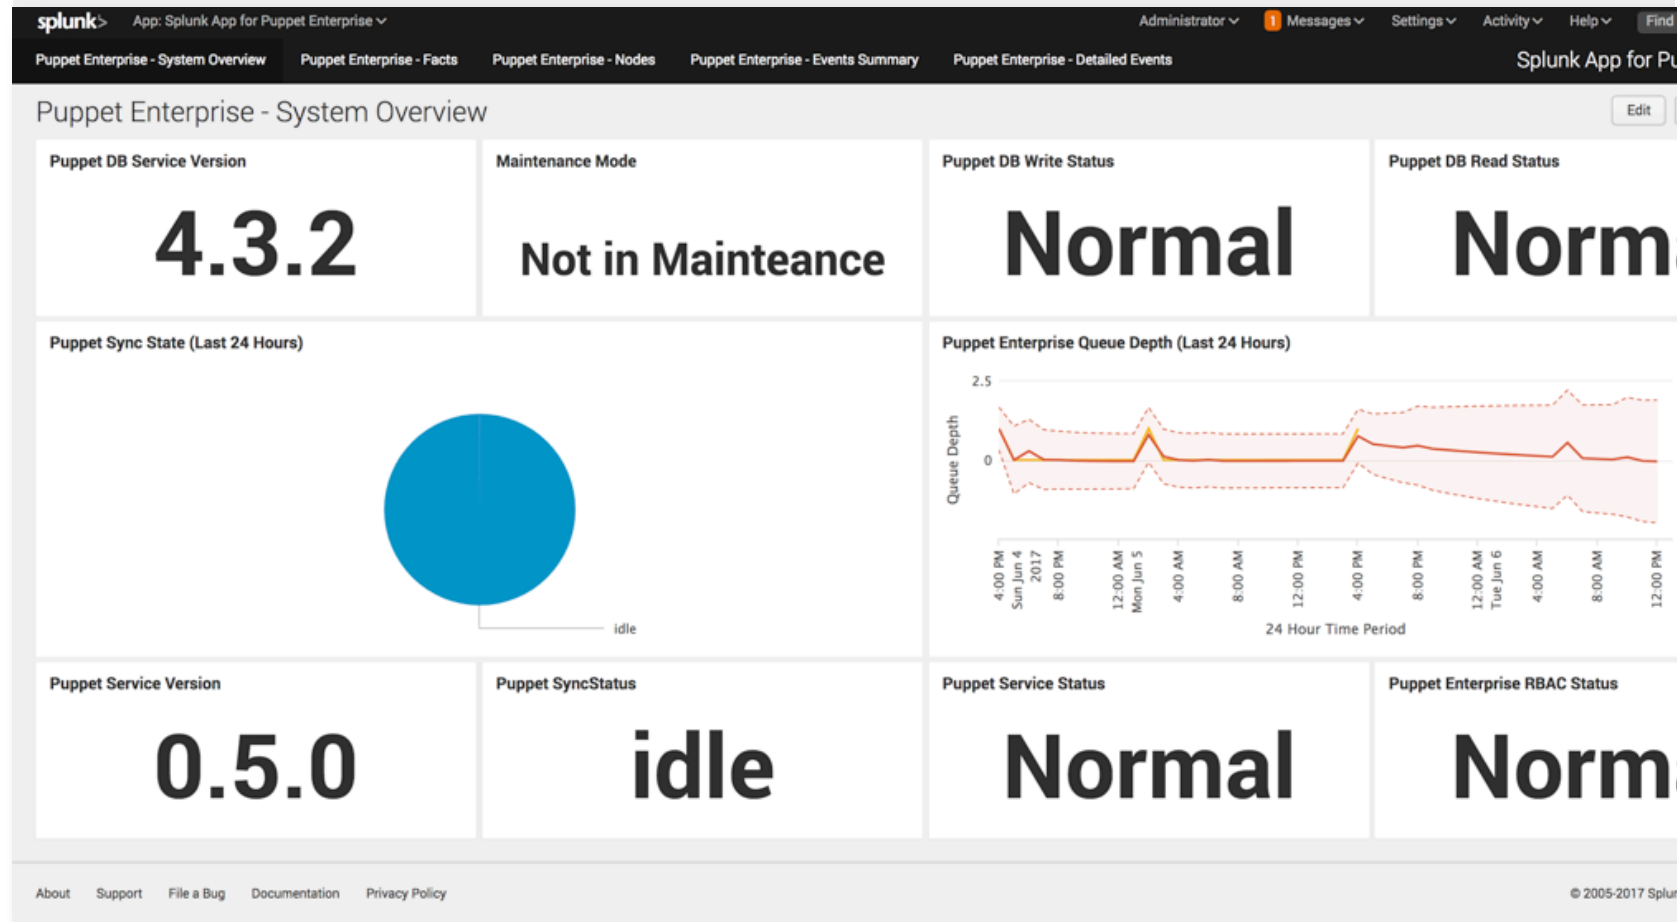 splunk> App: Splunk App for Puppet Enterprise Administrator 1 Messages Settings Activity Help Find
Puppet Enterprise - System Overview Puppet Enterprise - Facts Puppet Enterprise - Nodes Puppet Enterprise - Events Summary Puppet Enterprise - Detailed Events Splunk App for Pu
Puppet Enterprise - System Overview Edit
Puppet DB Service Version
4.3.2
Maintenance Mode
Not in Mainteance
Puppet DB Write Status
Normal
Puppet DB Read Status
Norma
Puppet Sync State (Last 24 Hours)
idle
Puppet Enterprise Queue Depth (Last 24 Hours)
2.5
0
Queue Depth
4:00 PM
Sun Jun 4
2017
8:00 PM
12:00 AM
Mon Jun 5
4:00 AM
8:00 AM
12:00 PM
4:00 PM
8:00 PM
12:00 AM
Tue Jun 6
4:00 AM
8:00 AM
12:00 PM
24 Hour Time Period
Puppet Service Version
0.5.0
Puppet SyncStatus
idle
Puppet Service Status
Normal
Puppet Enterprise RBAC Status
Norma
About Support File a Bug Documentation Privacy Policy © 2005-2017 Splun